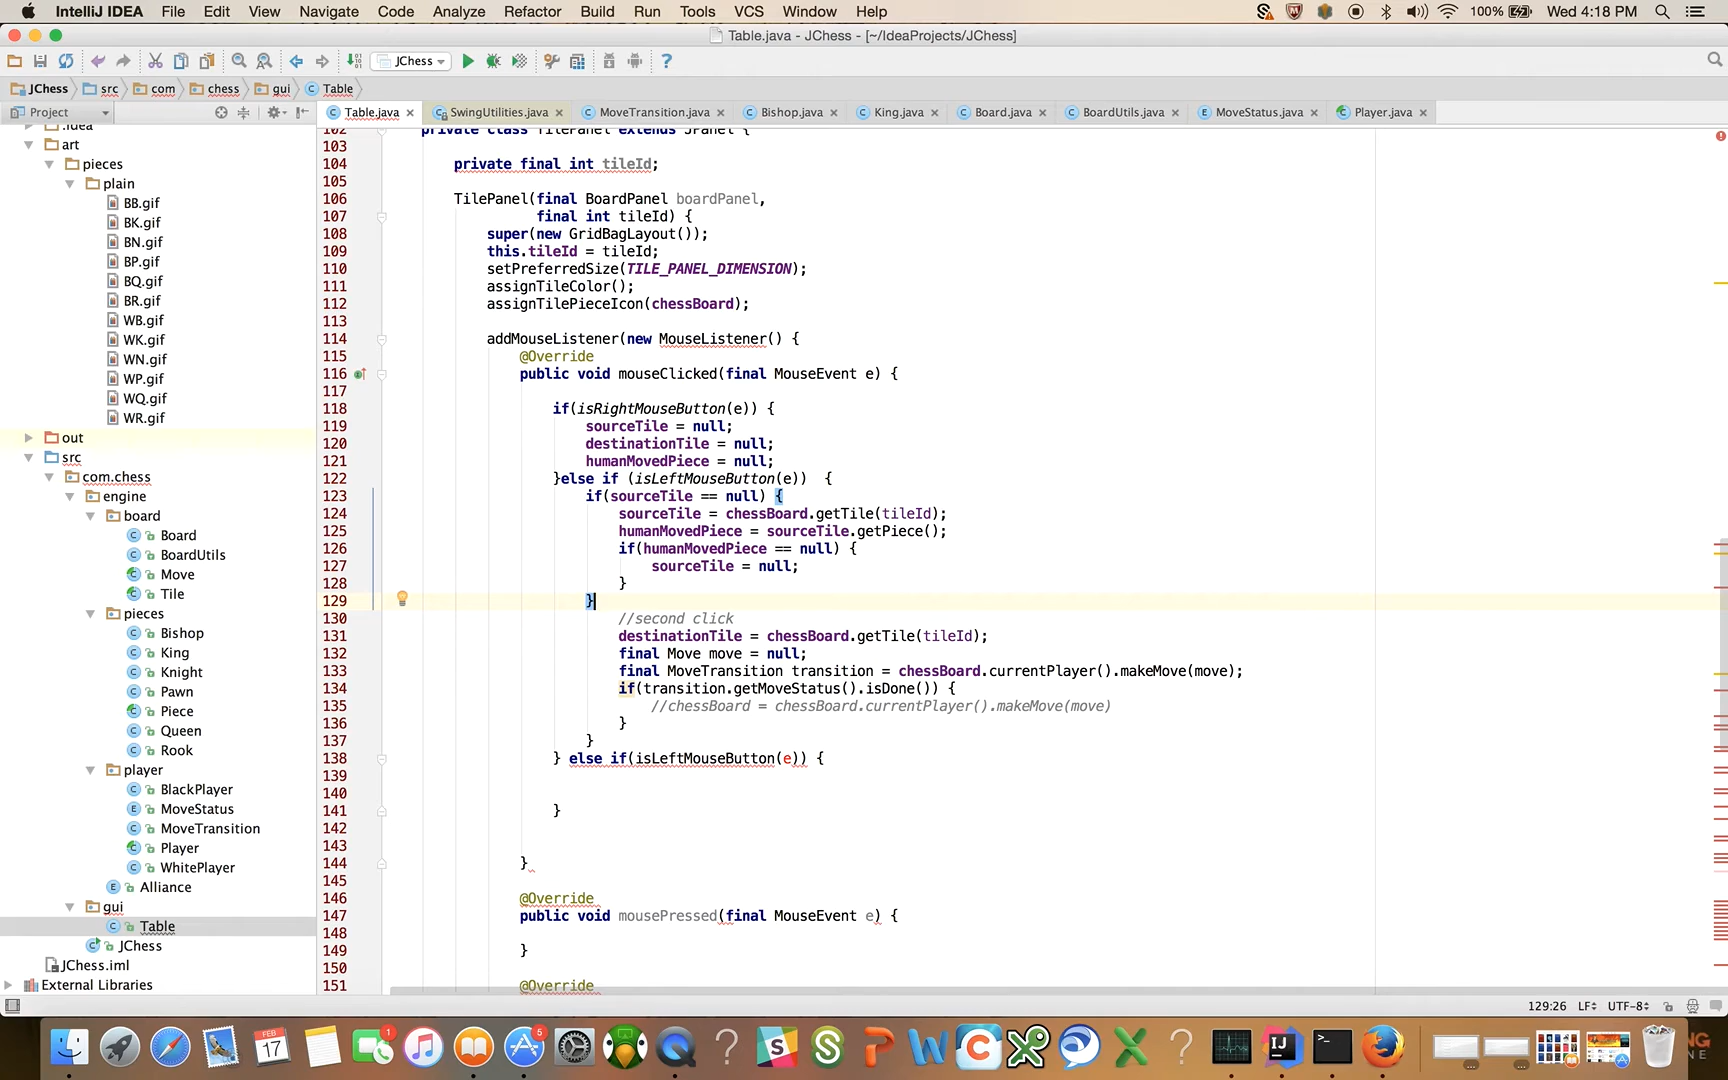 IntelliJ IDEA File Edit View Navigate Code Analyze Refactor Build Run Tools VCS Window Help 100% Wed 4:18 PM
Table.java - JChess - [~/IdeaProjects/JChess]
JChess
JChess src com chess gui Table
Project
Table.java SwingUtilities.java MoveTransition.java Bishop.java King.java Board.java BoardUtils.java MoveStatus.java Player.java
.idea
art
pieces
plain
BB.gif
BK.gif
BN.gif
BP.gif
BQ.gif
BR.gif
WB.gif
WK.gif
WN.gif
WP.gif
WQ.gif
WR.gif
out
src
com.chess
engine
board
Board
BoardUtils
Move
Tile
pieces
Bishop
King
Knight
Pawn
Piece
Queen
Rook
player
BlackPlayer
MoveStatus
MoveTransition
Player
WhitePlayer
Alliance
gui
Table
JChess
JChess.iml
External Libraries
102 private class TilePanel extends JPanel {
103
104 private final int tileId;
105
106 TilePanel(final BoardPanel boardPanel,
107 final int tileId) {
108 super(new GridBagLayout());
109 this.tileId = tileId;
110 setPreferredSize(TILE_PANEL_DIMENSION);
111 assignTileColor();
112 assignTilePieceIcon(chessBoard);
113
114 addMouseListener(new MouseListener() {
115 @Override
116 public void mouseClicked(final MouseEvent e) {
117
118 if(isRightMouseButton(e)) {
119 sourceTile = null;
120 destinationTile = null;
121 humanMovedPiece = null;
122 }else if (isLeftMouseButton(e)) {
123 if(sourceTile == null) {
124 sourceTile = chessBoard.getTile(tileId);
125 humanMovedPiece = sourceTile.getPiece();
126 if(humanMovedPiece == null) {
127 sourceTile = null;
128 }
129 }
130 //second click
131 destinationTile = chessBoard.getTile(tileId);
132 final Move move = null;
133 final MoveTransition transition = chessBoard.currentPlayer().makeMove(move);
134 if(transition.getMoveStatus().isDone()) {
135 //chessBoard = chessBoard.currentPlayer().makeMove(move)
136 }
137 }
138 } else if(isLeftMouseButton(e)) {
139
140
141 }
142
143
144 }
145
146 @Override
147 public void mousePressed(final MouseEvent e) {
148
149 }
150
151 @Override
129:26 LF UTF-8
FEB 17 1 5